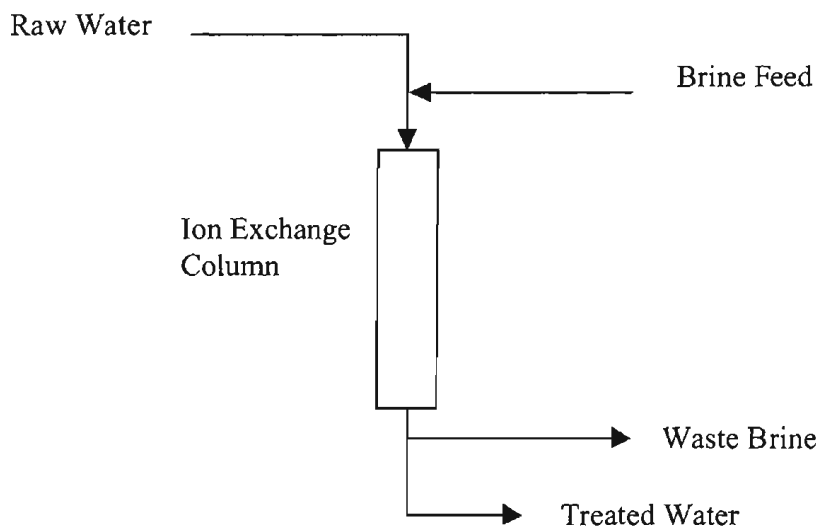 Raw Water
Brine Feed
Ion Exchange
Column
Waste Brine
Treated Water